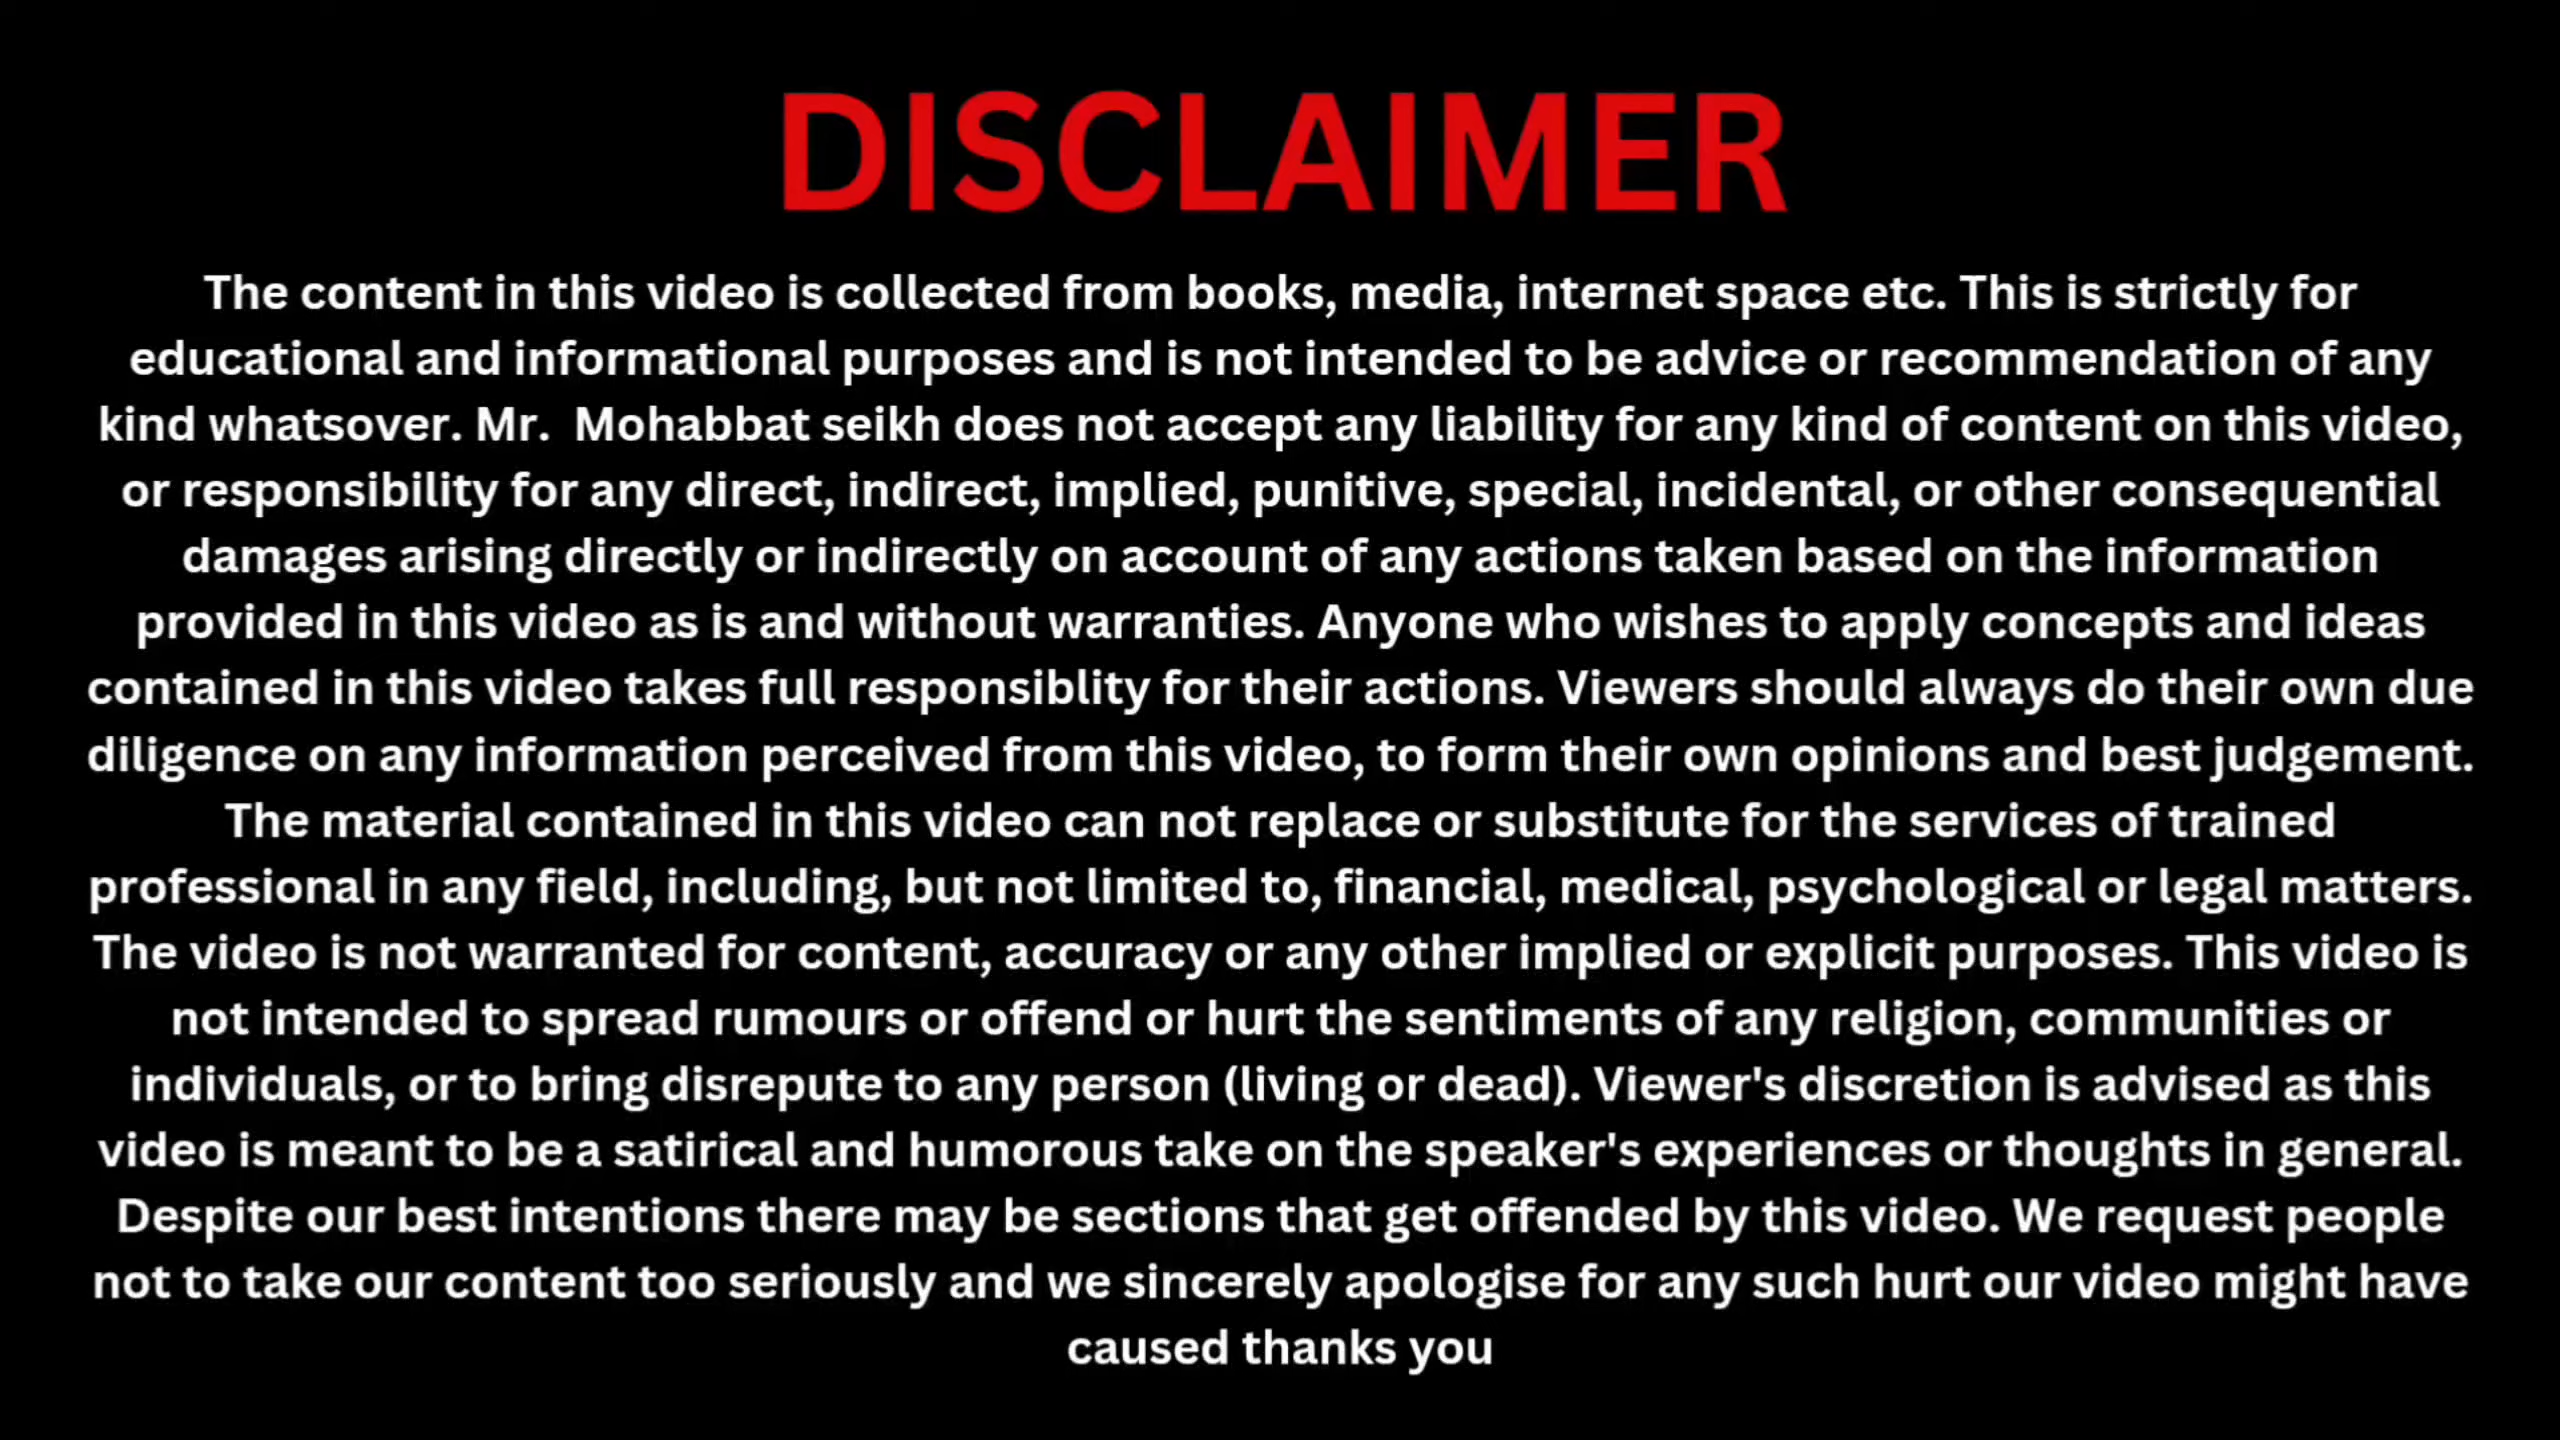 DISCLAIMER
The content in this video is collected from books, media, internet space etc. This is strictly for
educational and informational purposes and is not intended to be advice or recommendation of any
kind whatsover. Mr.  Mohabbat seikh does not accept any liability for any kind of content on this video,
or responsibility for any direct, indirect, implied, punitive, special, incidental, or other consequential
damages arising directly or indirectly on account of any actions taken based on the information
provided in this video as is and without warranties. Anyone who wishes to apply concepts and ideas
contained in this video takes full responsiblity for their actions. Viewers should always do their own due
diligence on any information perceived from this video, to form their own opinions and best judgement.
The material contained in this video can not replace or substitute for the services of trained
professional in any field, including, but not limited to, financial, medical, psychological or legal matters.
The video is not warranted for content, accuracy or any other implied or explicit purposes. This video is
not intended to spread rumours or offend or hurt the sentiments of any religion, communities or
individuals, or to bring disrepute to any person (living or dead). Viewer's discretion is advised as this
video is meant to be a satirical and humorous take on the speaker's experiences or thoughts in general.
Despite our best intentions there may be sections that get offended by this video. We request people
not to take our content too seriously and we sincerely apologise for any such hurt our video might have
caused thanks you